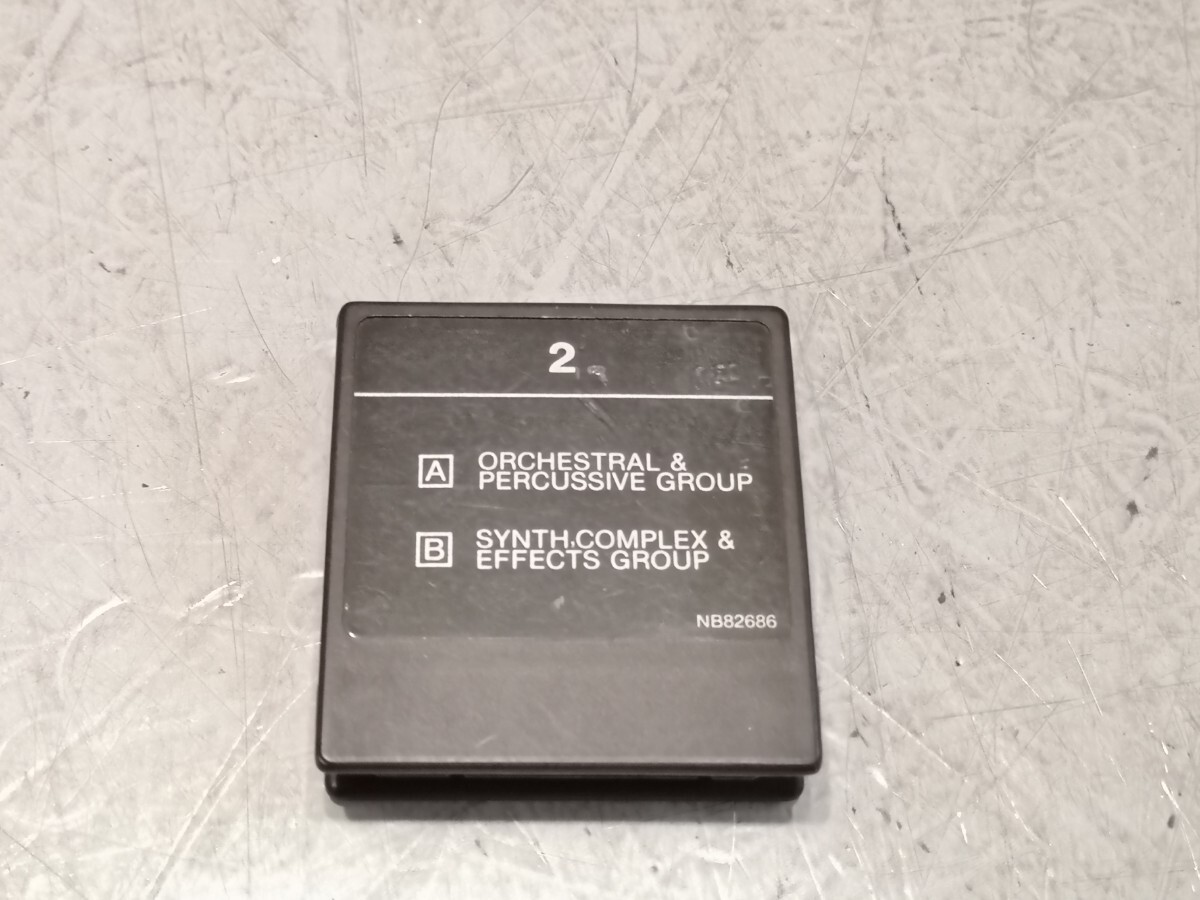 2
A ORCHESTRAL &
PERCUSSIVE GROUP
B SYNTH.COMPLEX &
EFFECTS GROUP
NB82686